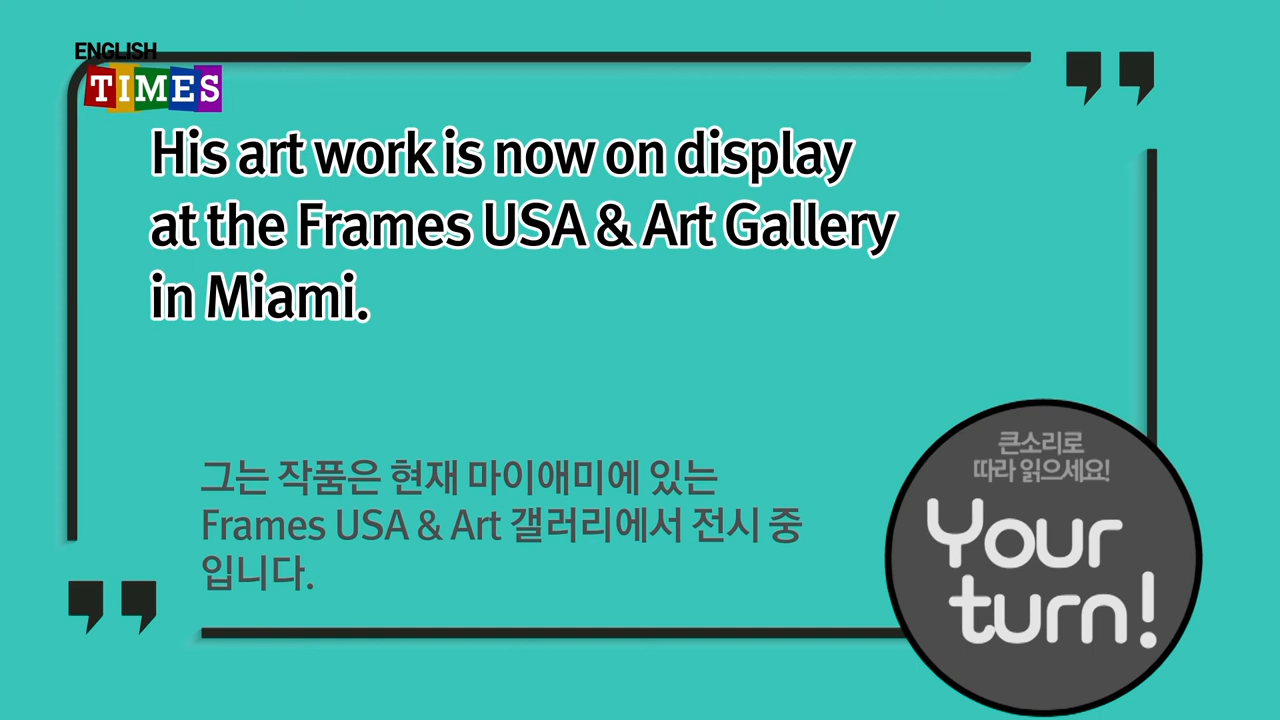 ENGLISH
TIMES
His art work is now on display
at the Frames USA & Art Gallery
in Miami.
그는 작품은 현재 마이애미에 있는
Frames USA & Art 갤러리에서 전시 중
입니다.
큰소리로
따라 읽으세요!
Your
turn!